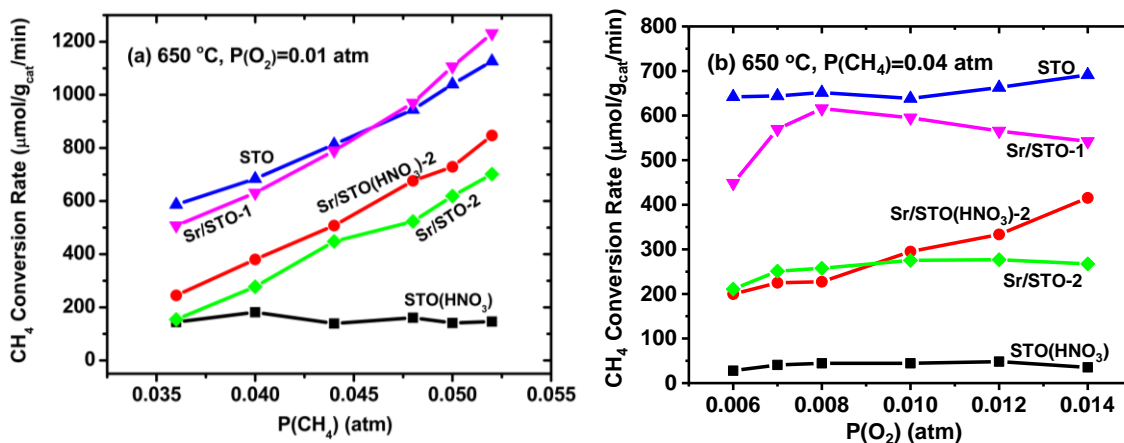 (a) 650 °C, P(O₂)=0.01 atm
CH₄ Conversion Rate (μmol/g_cat/min)
1200
1000
800
600
400
200
0
STO
Sr/STO-1
Sr/STO(HNO₃)-2
Sr/STO-2
STO(HNO₃)
0.035 0.040 0.045 0.050 0.055
P(CH₄) (atm)
(b) 650 °C, P(CH₄)=0.04 atm
CH₄ Conversion Rate (μmol/g_cat/min)
800
700
600
500
400
300
200
100
0
STO
Sr/STO-1
Sr/STO(HNO₃)-2
Sr/STO-2
STO(HNO₃)
0.006 0.008 0.010 0.012 0.014
P(O₂) (atm)